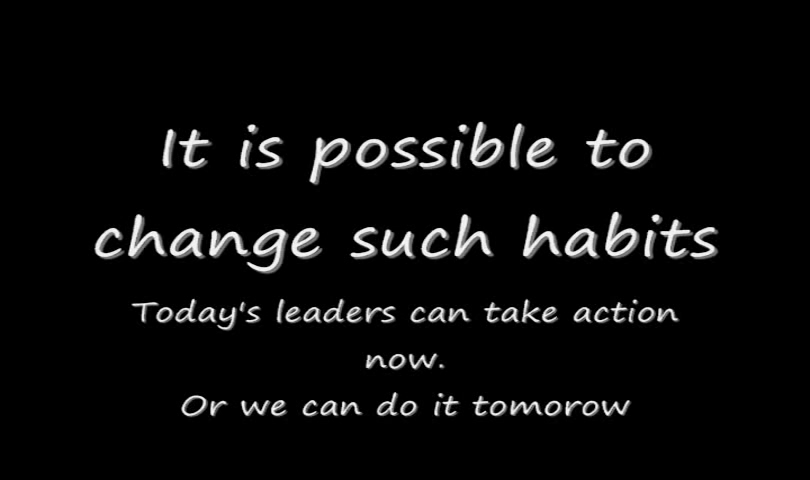 It is possible to
change such habits
Today's leaders can take action
now.
Or we can do it tomorow